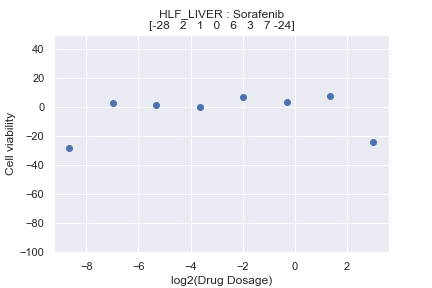 HLF_LIVER : Sorafenib
[-28 2 1 0 6 3 7 -24]
40
20
0
−20
−40
−60
−80
−100
Cell viability
−8 −6 −4 −2 0 2
log2(Drug Dosage)